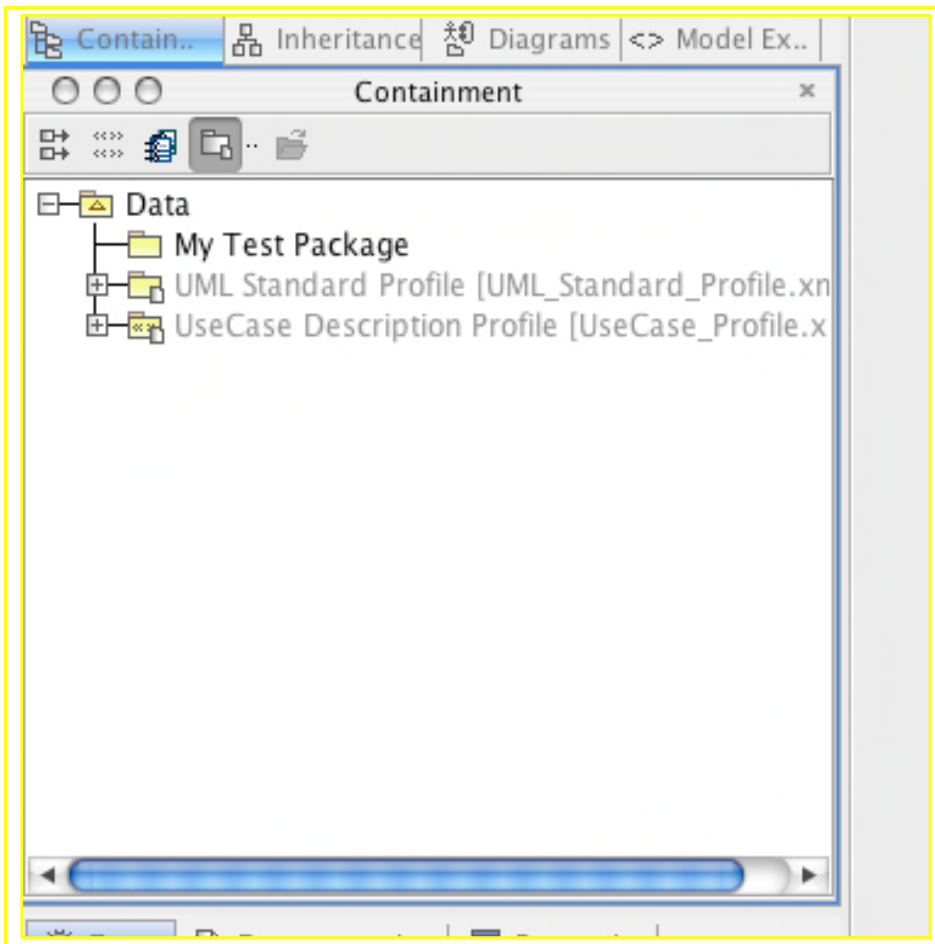 Contain.. Inheritance Diagrams <> Model Ex..
Containment
Data
My Test Package
UML Standard Profile [UML_Standard_Profile.xn
UseCase Description Profile [UseCase_Profile.x